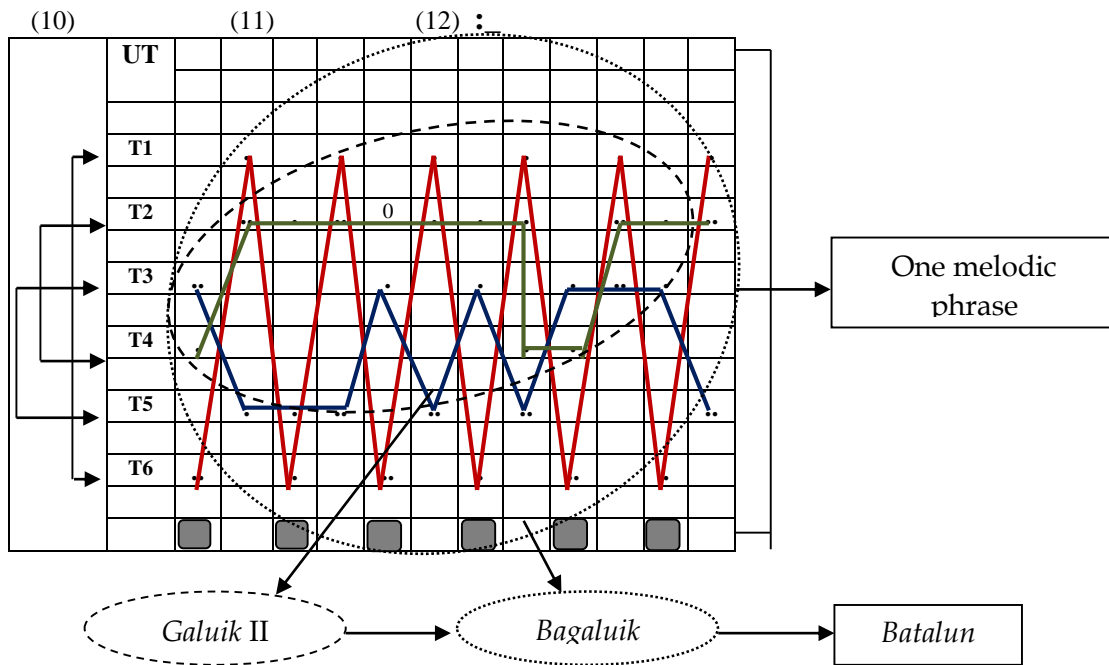 (10) (11) (12) :_
UT
T1
T2 0
T3
T4
T5
T6
One melodic
phrase
Galuik II Bagaluik Batalun